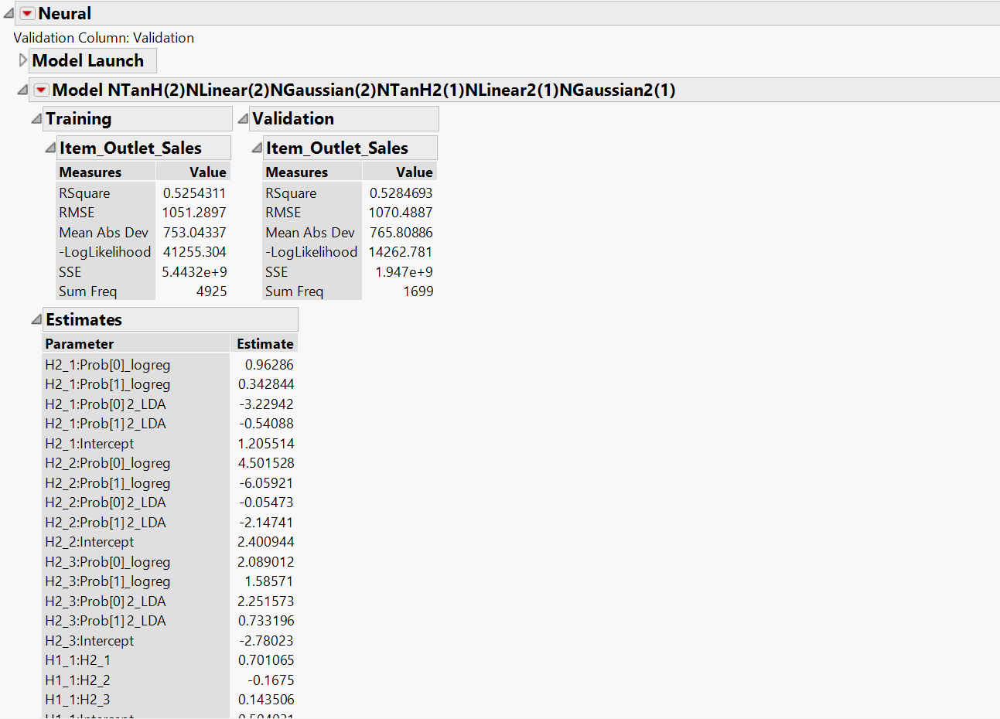 Neural
Validation Column: Validation
Model Launch
Model NTanH(2)NLinear(2)NGaussian(2)NTanH2(1)NLinear2(1)NGaussian2(1)
Training
Item_Outlet_Sales
Measures Value
RSquare 0.5254311
RMSE 1051.2897
Mean Abs Dev 753.04337
-LogLikelihood 41255.304
SSE 5.4432e+9
Sum Freq 4925
Validation
Item_Outlet_Sales
Measures Value
RSquare 0.5284693
RMSE 1070.4887
Mean Abs Dev 765.80886
-LogLikelihood 14262.781
SSE 1.947e+9
Sum Freq 1699
Estimates
Parameter Estimate
H2_1:Prob[0]_logreg 0.96286
H2_1:Prob[1]_logreg 0.342844
H2_1:Prob[0] 2_LDA -3.22942
H2_1:Prob[1] 2_LDA -0.54088
H2_1:Intercept 1.205514
H2_2:Prob[0]_logreg 4.501528
H2_2:Prob[1]_logreg -6.05921
H2_2:Prob[0] 2_LDA -0.05473
H2_2:Prob[1] 2_LDA -2.14741
H2_2:Intercept 2.400944
H2_3:Prob[0]_logreg 2.089012
H2_3:Prob[1]_logreg 1.58571
H2_3:Prob[0] 2_LDA 2.251573
H2_3:Prob[1] 2_LDA 0.733196
H2_3:Intercept -2.78023
H1_1:H2_1 0.701065
H1_1:H2_2 -0.1675
H1_1:H2_3 0.143506